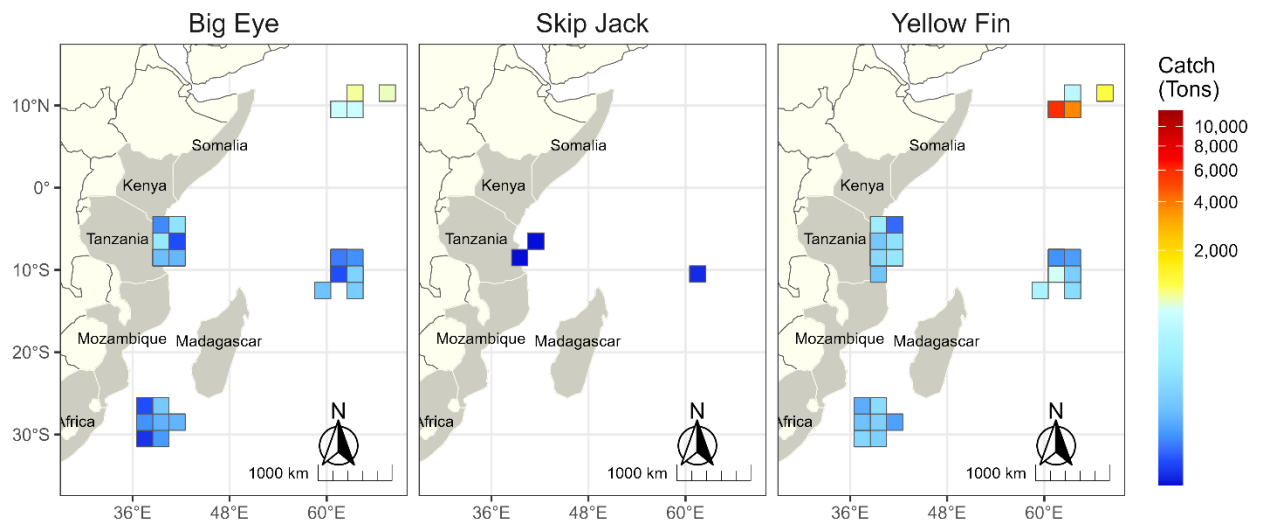 Big Eye
Skip Jack
Yellow Fin
10°N
0°
10°S
20°S
30°S
Somalia
Kenya
Tanzania
Mozambique
Madagascar
Africa
N
1000 km
36°E
48°E
60°E
Somalia
Kenya
Tanzania
Mozambique
Madagascar
Africa
N
1000 km
36°E
48°E
60°E
Somalia
Kenya
Tanzania
Mozambique
Madagascar
Africa
N
1000 km
36°E
48°E
60°E
Catch
(Tons)
10,000
8,000
6,000
4,000
2,000